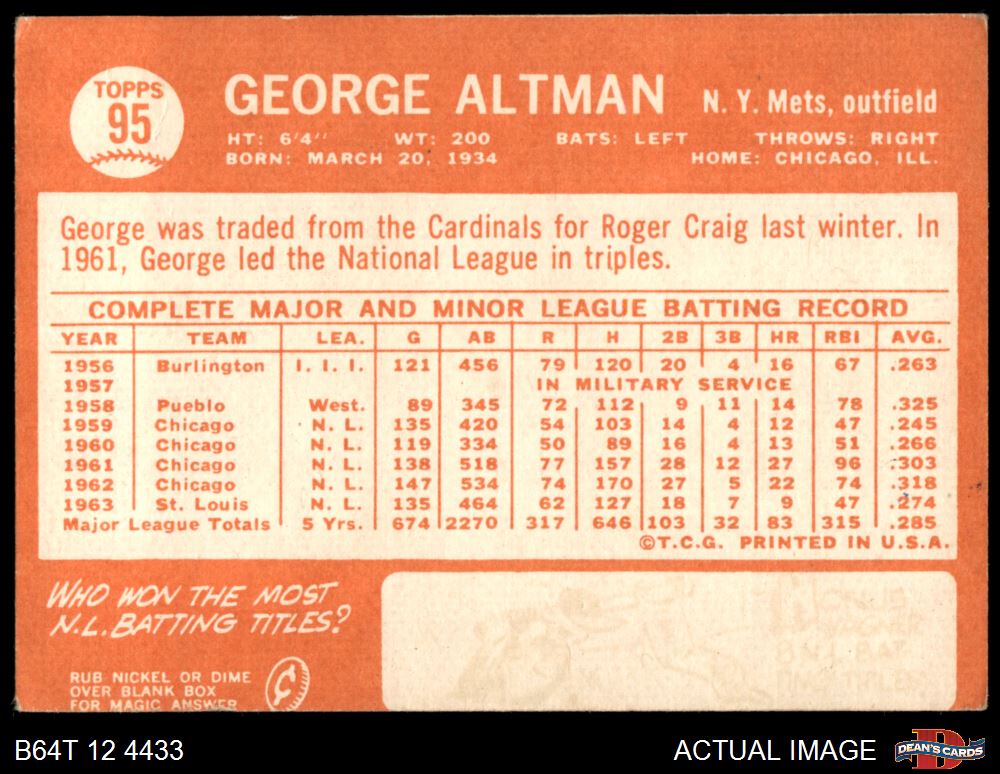 TOPPS
95
GEORGE ALTMAN N. Y. Mets, outfield
HT: 6'4" WT: 200 BATS: LEFT THROWS: RIGHT
BORN: MARCH 20, 1934 HOME: CHICAGO, ILL.
George was traded from the Cardinals for Roger Craig last winter. In
1961, George led the National League in triples.
COMPLETE MAJOR AND MINOR LEAGUE BATTING RECORD
YEAR TEAM LEA. G AB R H 2B 3B HR RBI AVG.
1956 Burlington I. I. I. 121 456 79 120 20 4 16 67 .263
1957 IN MILITARY SERVICE
1958 Pueblo West. 89 345 72 112 9 11 14 78 .325
1959 Chicago N. L. 135 420 54 103 14 4 12 47 .245
1960 Chicago N. L. 119 334 50 89 16 4 13 51 .266
1961 Chicago N. L. 138 518 77 157 28 12 27 96 .303
1962 Chicago N. L. 147 534 74 170 27 5 22 74 .318
1963 St. Louis N. L. 135 464 62 127 18 7 9 47 .274
Major League Totals 5 Yrs. 674 2270 317 646 103 32 83 315 .285
©T.C.G. PRINTED IN U.S.A.
WHO WON THE MOST
N.L. BATTING TITLES?
RUB NICKEL OR DIME
OVER BLANK BOX
FOR MAGIC ANSWER
¢
B64T 12 4433 ACTUAL IMAGE DEAN'S CARDS